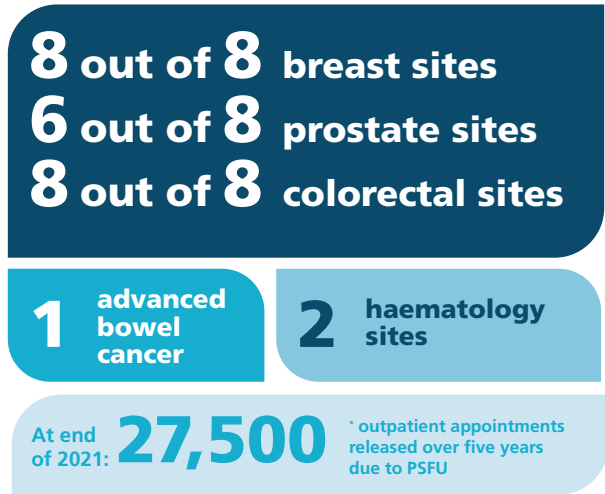 8 out of 8 breast sites
6 out of 8 prostate sites
8 out of 8 colorectal sites
1 advanced
bowel
cancer
2 haematology
sites
At end
of 2021: 27,500
* outpatient appointments
released over five years
due to PSFU